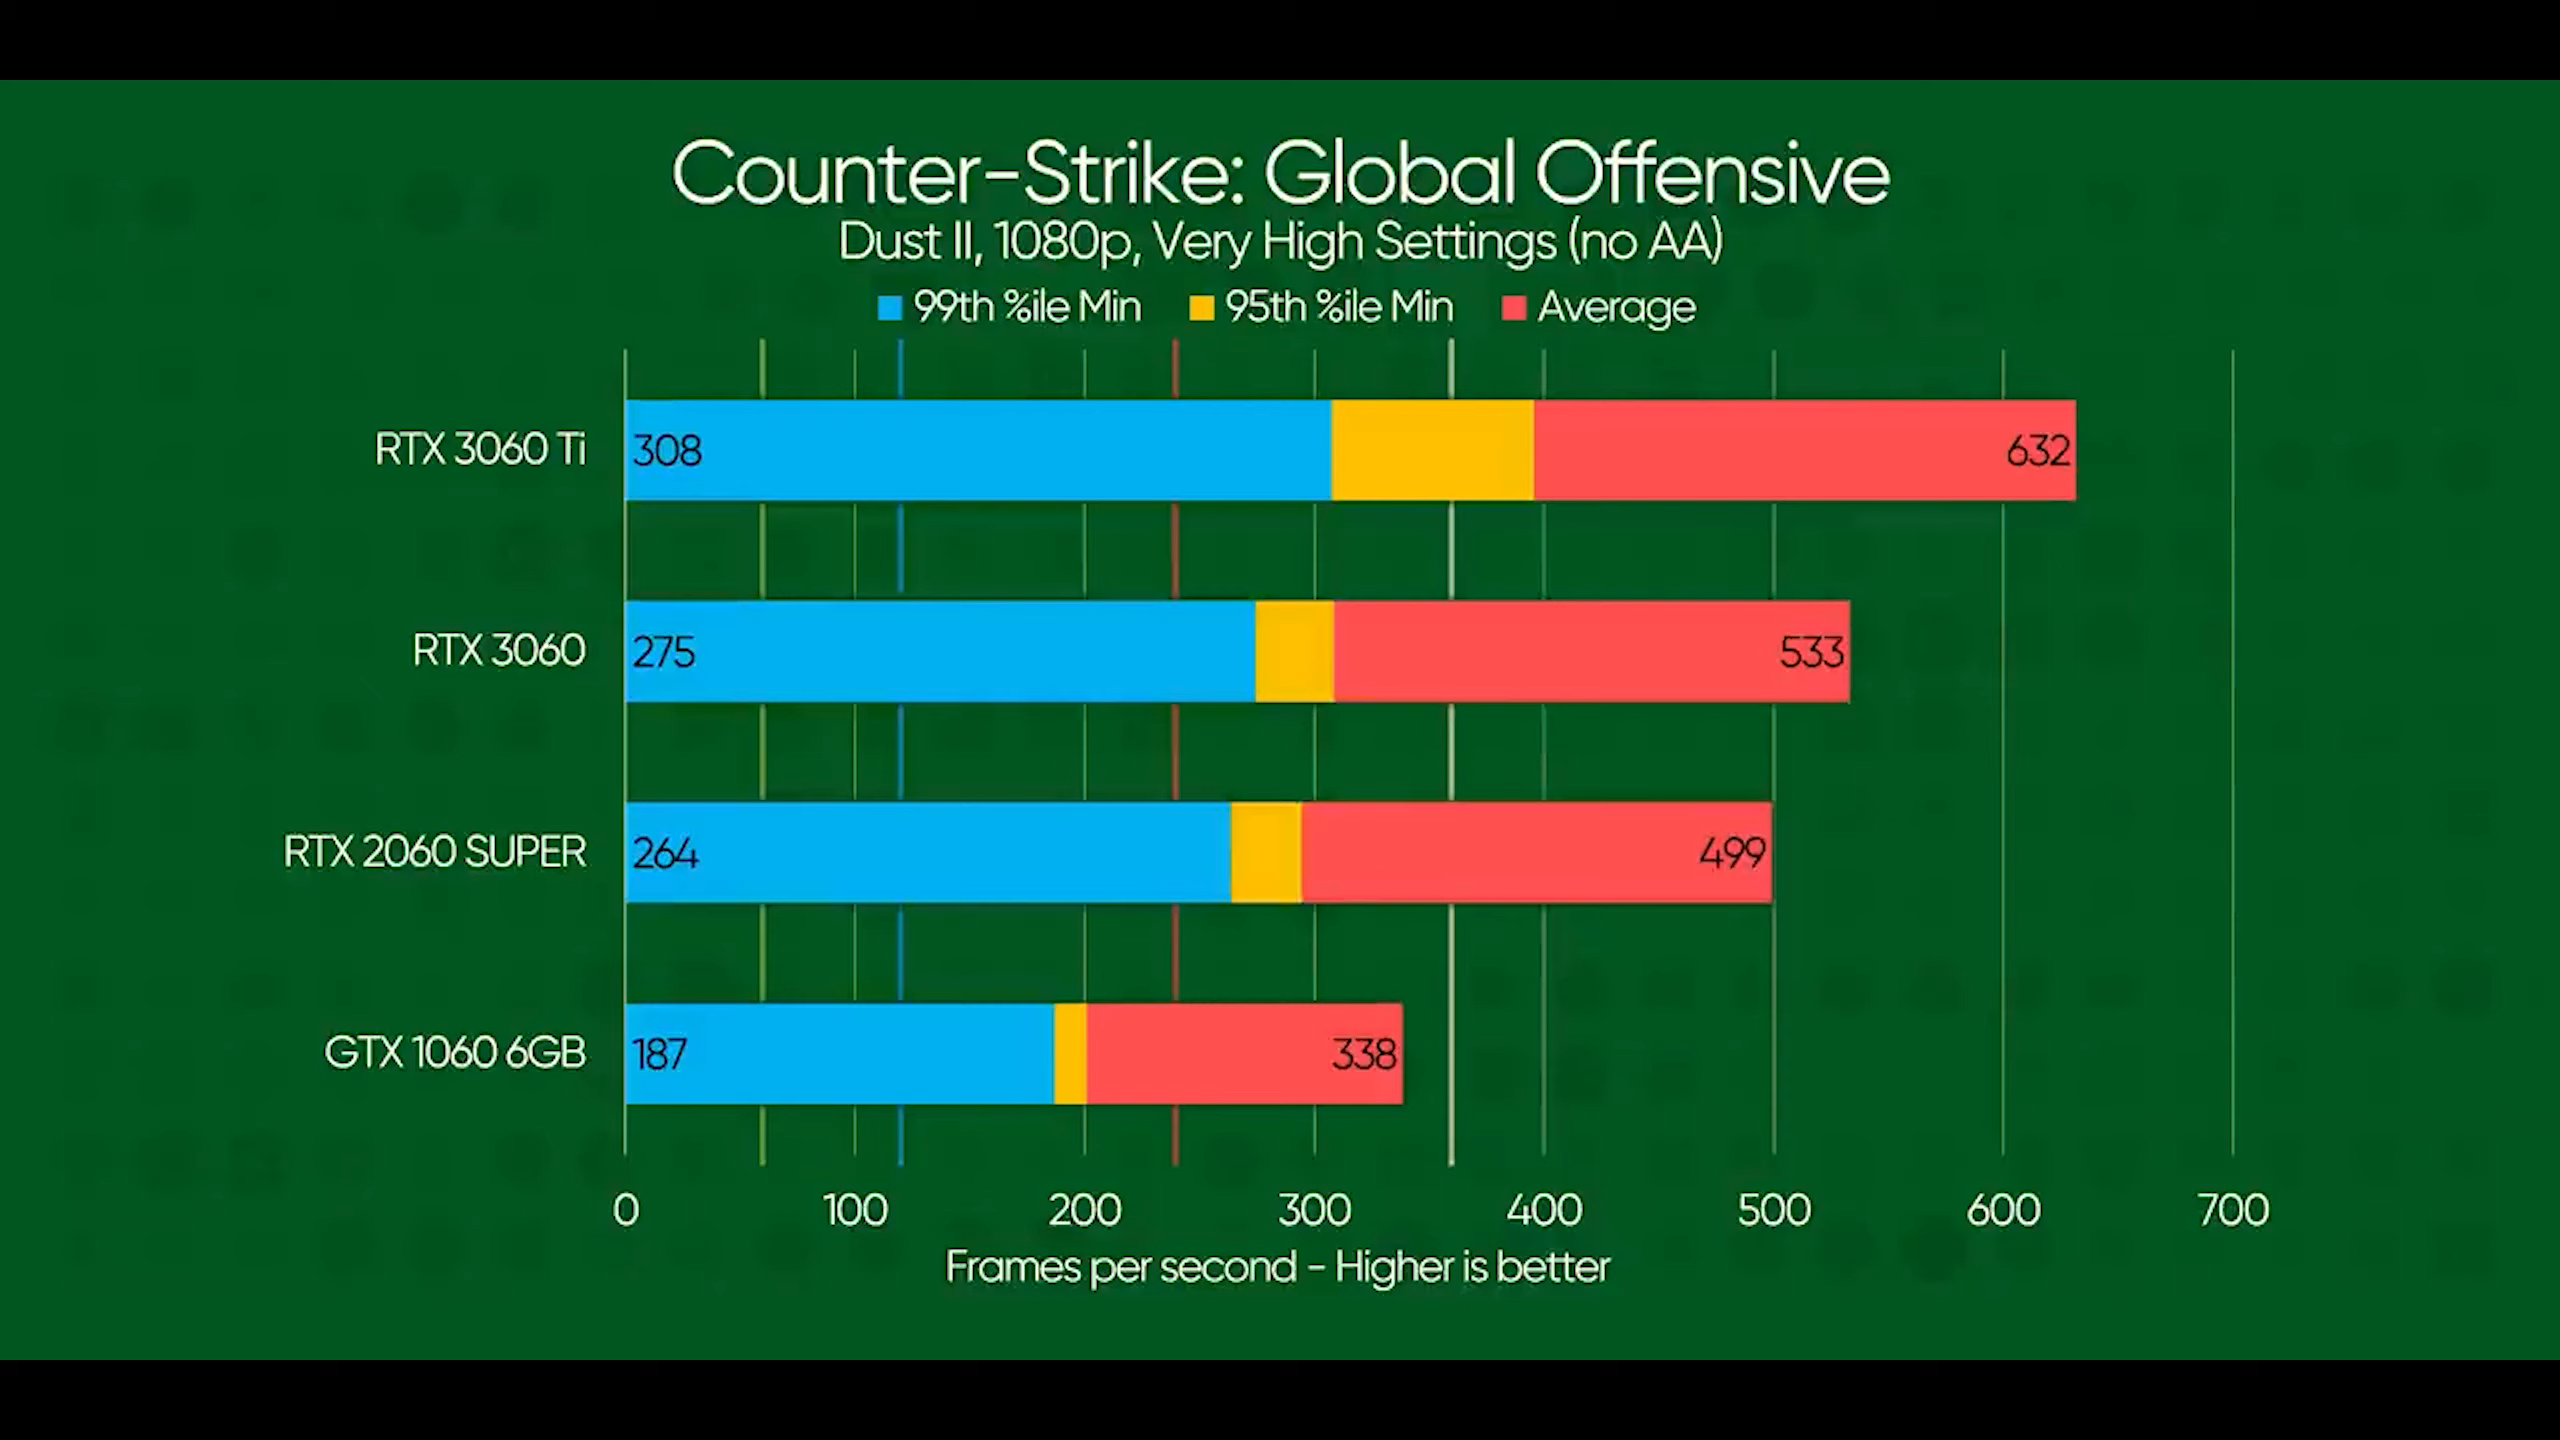 Counter-Strike: Global Offensive
Dust II, 1080p, Very High Settings (no AA)
99th %ile Min 95th %ile Min Average
RTX 3060 Ti 308 632
RTX 3060 275 533
RTX 2060 SUPER 264 499
GTX 1060 6GB 187 338
0 100 200 300 400 500 600 700
Frames per second - Higher is better